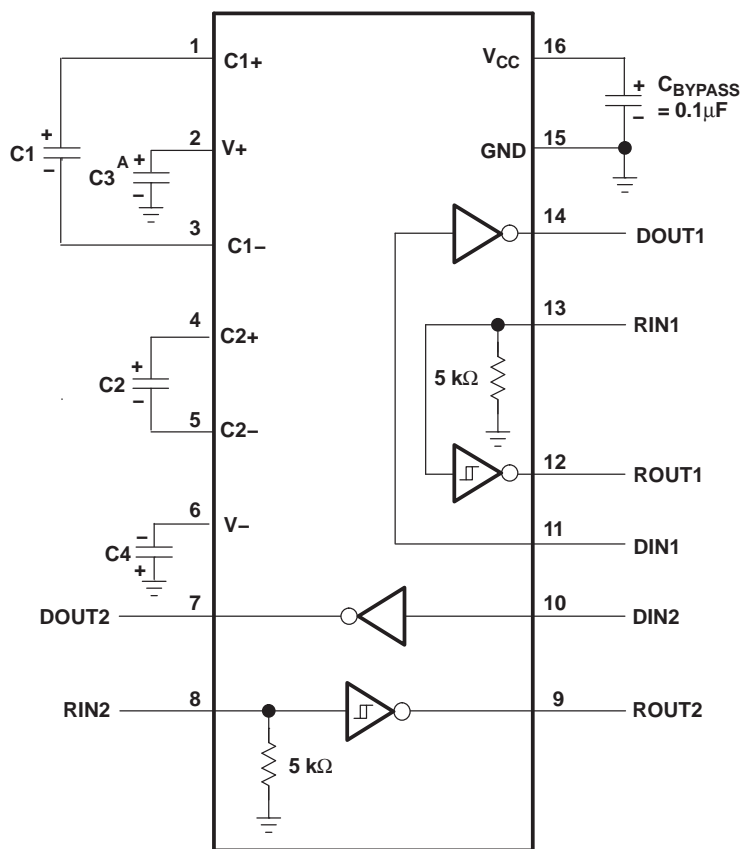 1
C1+
VCC
16
+
CBYPASS
= 0.1µF
−
+
C1
−
2
V+
A
+
C3
−
GND
15
3
C1−
14
DOUT1
4
C2+
13
RIN1
+
C2
−
5 kΩ
5
C2−
12
ROUT1
6
V−
−
C4
+
11
DIN1
DOUT2
7
10
DIN2
RIN2
8
9
ROUT2
5 kΩ